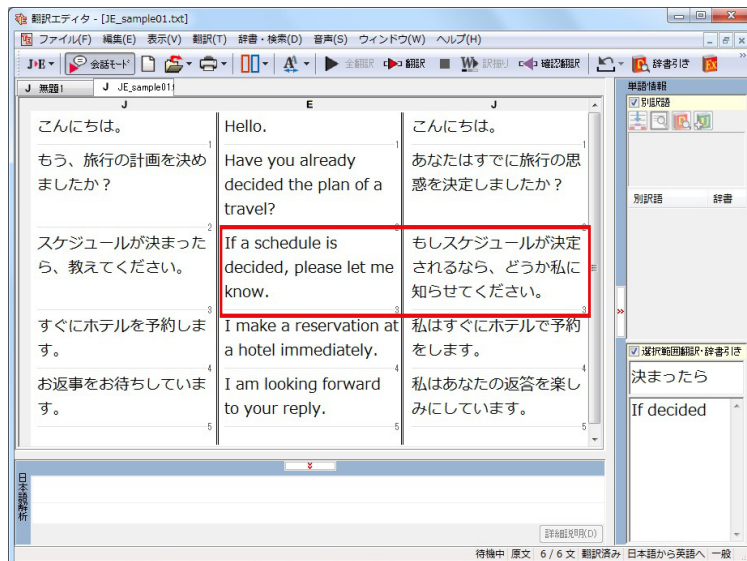 翻訳エディタ - [JE_sample01.txt]
ファイル(F) 編集(E) 表示(V) 翻訳(T) 辞書・検索(D) 音声(S) ウィンドウ(W) ヘルプ(H)
J▸E 会話モード 全翻訳 翻訳 訳振り 確認翻訳 辞書引き
J 無題1 J JE_sample01.
J E J
こんにちは。
Hello.
こんにちは。
1 1 1
もう、旅行の計画を決め
ましたか？
Have you already
decided the plan of a
travel?
あなたはすでに旅行の思
惑を決定しましたか？
2 2 2
スケジュールが決まった
ら、教えてください。
If a schedule is
decided, please let me
know.
もしスケジュールが決定
されるなら、どうか私に
知らせてください。
3 3 3
すぐにホテルを予約しま
す。
I make a reservation at
a hotel immediately.
私はすぐにホテルで予約
をします。
4 4 4
お返事をお待ちしていま
す。
I am looking forward
to your reply.
私はあなたの返答を楽し
みにしています。
5 5 5
単語情報
別訳語
別訳語 辞書
選択範囲翻訳・辞書引き
決まったら
If decided
日本語解析
詳細説明(D)
待機中 原文 6 / 6 文 翻訳済み 日本語から英語へ 一般